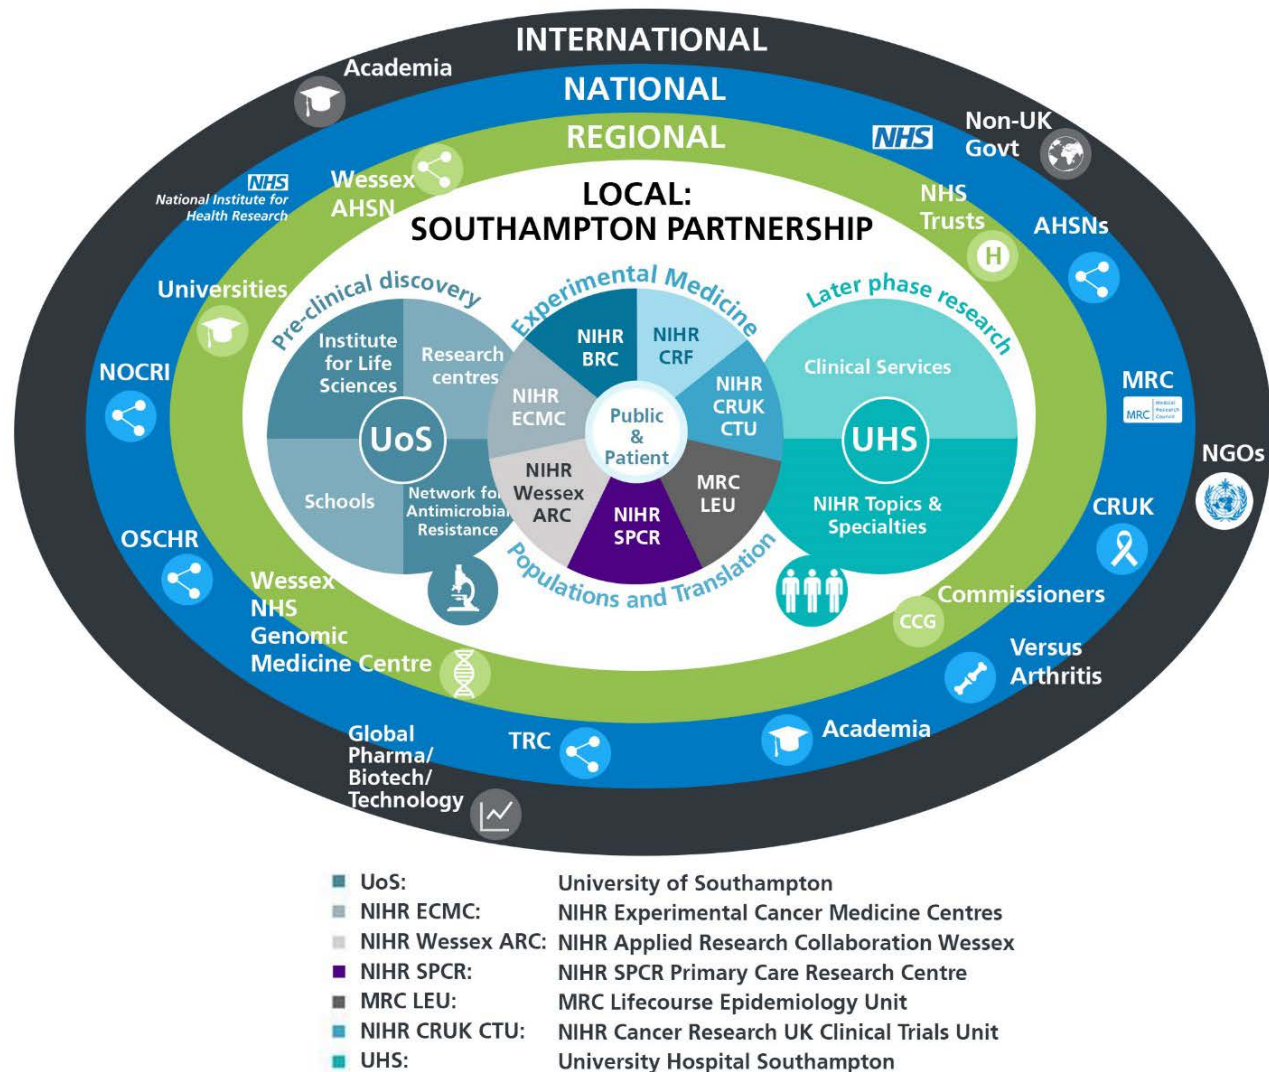 INTERNATIONAL
Academia
NATIONAL
REGIONAL
NHS
Non-UK
Govt
NHS
National Institute for
Health Research
Wessex
AHSN
LOCAL:
SOUTHAMPTON PARTNERSHIP
NHS
Trusts
H
AHSNs
Universities
Pre-clinical discovery
Experimental Medicine
Later phase research
Institute
for Life
Sciences
Research
centres
NIHR
BRC
NIHR
CRF
Clinical Services
NOCRI
NIHR
ECMC
NIHR
CRUK
CTU
MRC
MRC
Medical
Research
Council
UoS
Public
&
Patient
UHS
NGOs
Schools
Network for
Antimicrobial
Resistance
NIHR
Wessex
ARC
NIHR
SPCR
MRC
LEU
NIHR Topics &
Specialties
CRUK
OSCHR
Populations and Translation
Wessex
NHS
Genomic
Medicine Centre
Commissioners
CCG
Versus
Arthritis
Global
Pharma/
Biotech/
Technology
TRC
Academia
UoS: University of Southampton
NIHR ECMC: NIHR Experimental Cancer Medicine Centres
NIHR Wessex ARC: NIHR Applied Research Collaboration Wessex
NIHR SPCR: NIHR SPCR Primary Care Research Centre
MRC LEU: MRC Lifecourse Epidemiology Unit
NIHR CRUK CTU: NIHR Cancer Research UK Clinical Trials Unit
UHS: University Hospital Southampton